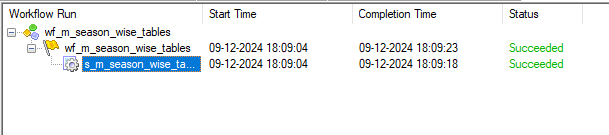 Workflow Run Start Time Completion Time Status
wf_m_season_wise_tables
wf_m_season_wise_tables 09-12-2024 18:09:04 09-12-2024 18:09:23 Succeeded
s_m_season_wise_ta... 09-12-2024 18:09:04 09-12-2024 18:09:18 Succeeded